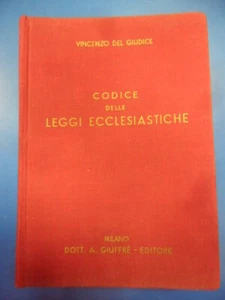 VINCENZO DEL GIUDICE
CODICE
DELLE
LEGGI ECCLESIASTICHE
MILANO
DOTT. A. GIUFFRÈ - EDITORE